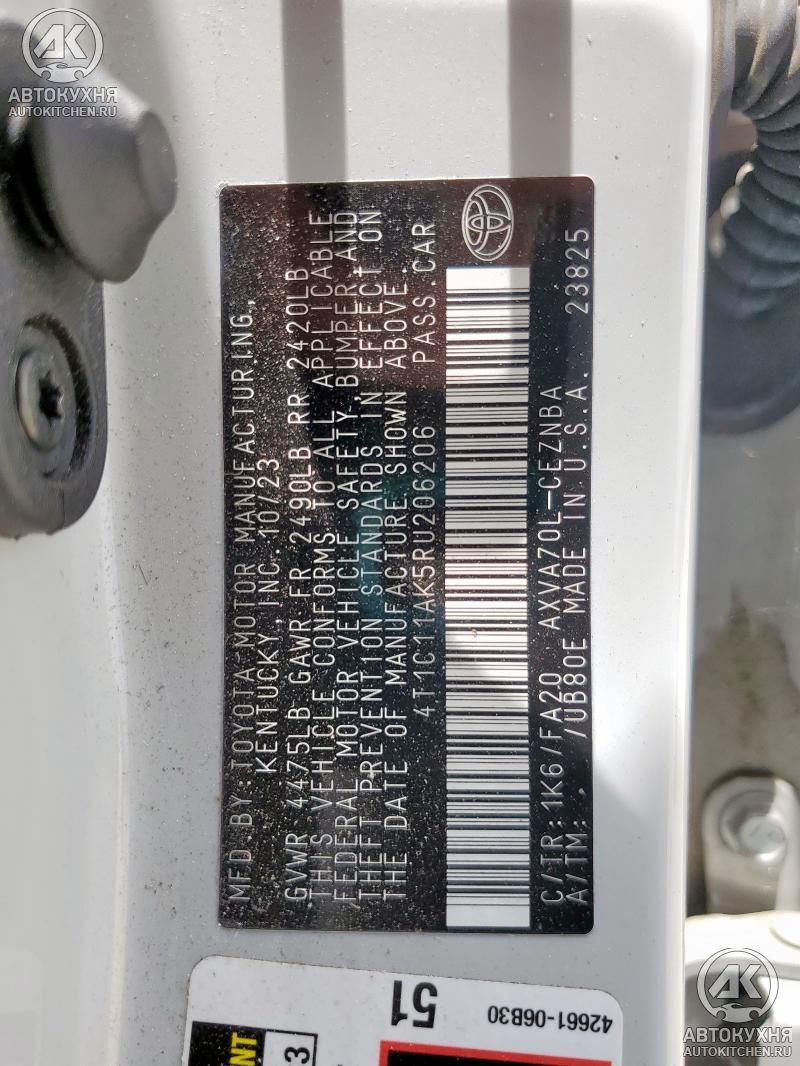 АВТОКУХНЯ
AUTOKITCHEN.RU
MFD BY: TOYOTA MOTOR MANUFACTURING,
KENTUCKY, INC. 10/23
GVWR 4475LB GAWR FR 2490LB RR 2420LB
THIS VEHICLE CONFORMS TO ALL APPLICABLE
FEDERAL MOTOR VEHICLE SAFETY, BUMPER AND
THEFT PREVENTION STANDARDS IN EFFECT ON
THE DATE OF MANUFACTURE SHOWN ABOVE.
4T1C11AK5RU206206 PASS.CAR
C/TR: 1K6/FA20 AXVA70L-CEZNBA
A/TM: /UB80E MADE IN U.S.A. 23825
51
42661-06B30
3
АВТОКУХНЯ
AUTOKITCHEN.RU